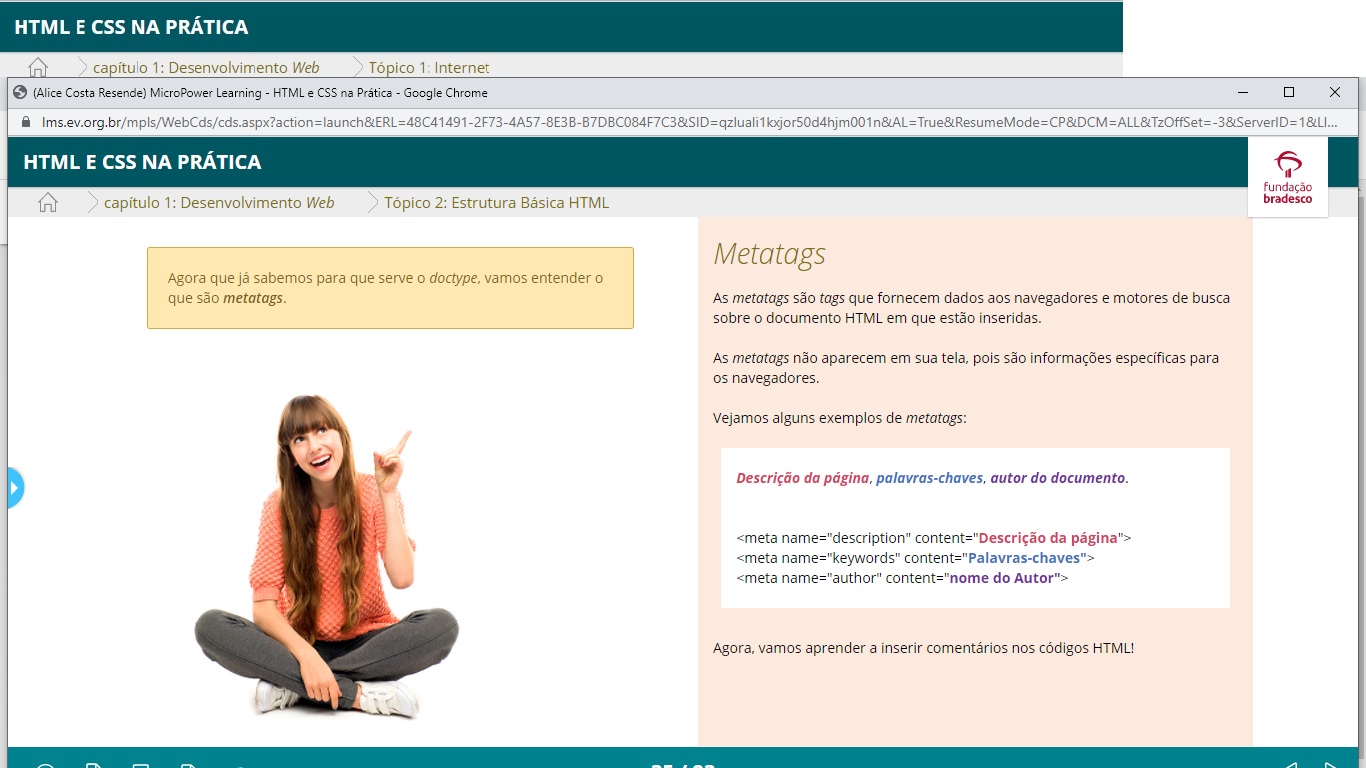 HTML E CSS NA PRÁTICA
capítulo 1: Desenvolvimento Web
Tópico 1: Internet
(Alice Costa Resende) MicroPower Learning - HTML e CSS na Prática - Google Chrome
lms.ev.org.br/mpls/WebCds/cds.aspx?action=launch&ERL=48C41491-2F73-4A57-8E3B-B7DBC084F7C3&SID=qzluali1kxjor50d4hjm001n&AL=True&ResumeMode=CP&DCM=ALL&TzOffSet=-3&ServerID=1&LI...
HTML E CSS NA PRÁTICA
fundação
bradesco
capítulo 1: Desenvolvimento Web
Tópico 2: Estrutura Básica HTML
Agora que já sabemos para que serve o doctype, vamos entender o
que são metatags.
Metatags
As metatags são tags que fornecem dados aos navegadores e motores de busca
sobre o documento HTML em que estão inseridas.
As metatags não aparecem em sua tela, pois são informações específicas para
os navegadores.
Vejamos alguns exemplos de metatags:
Descrição da página, palavras-chaves, autor do documento.
<meta name="description" content="Descrição da página">
<meta name="keywords" content="Palavras-chaves">
<meta name="author" content="nome do Autor">
Agora, vamos aprender a inserir comentários nos códigos HTML!